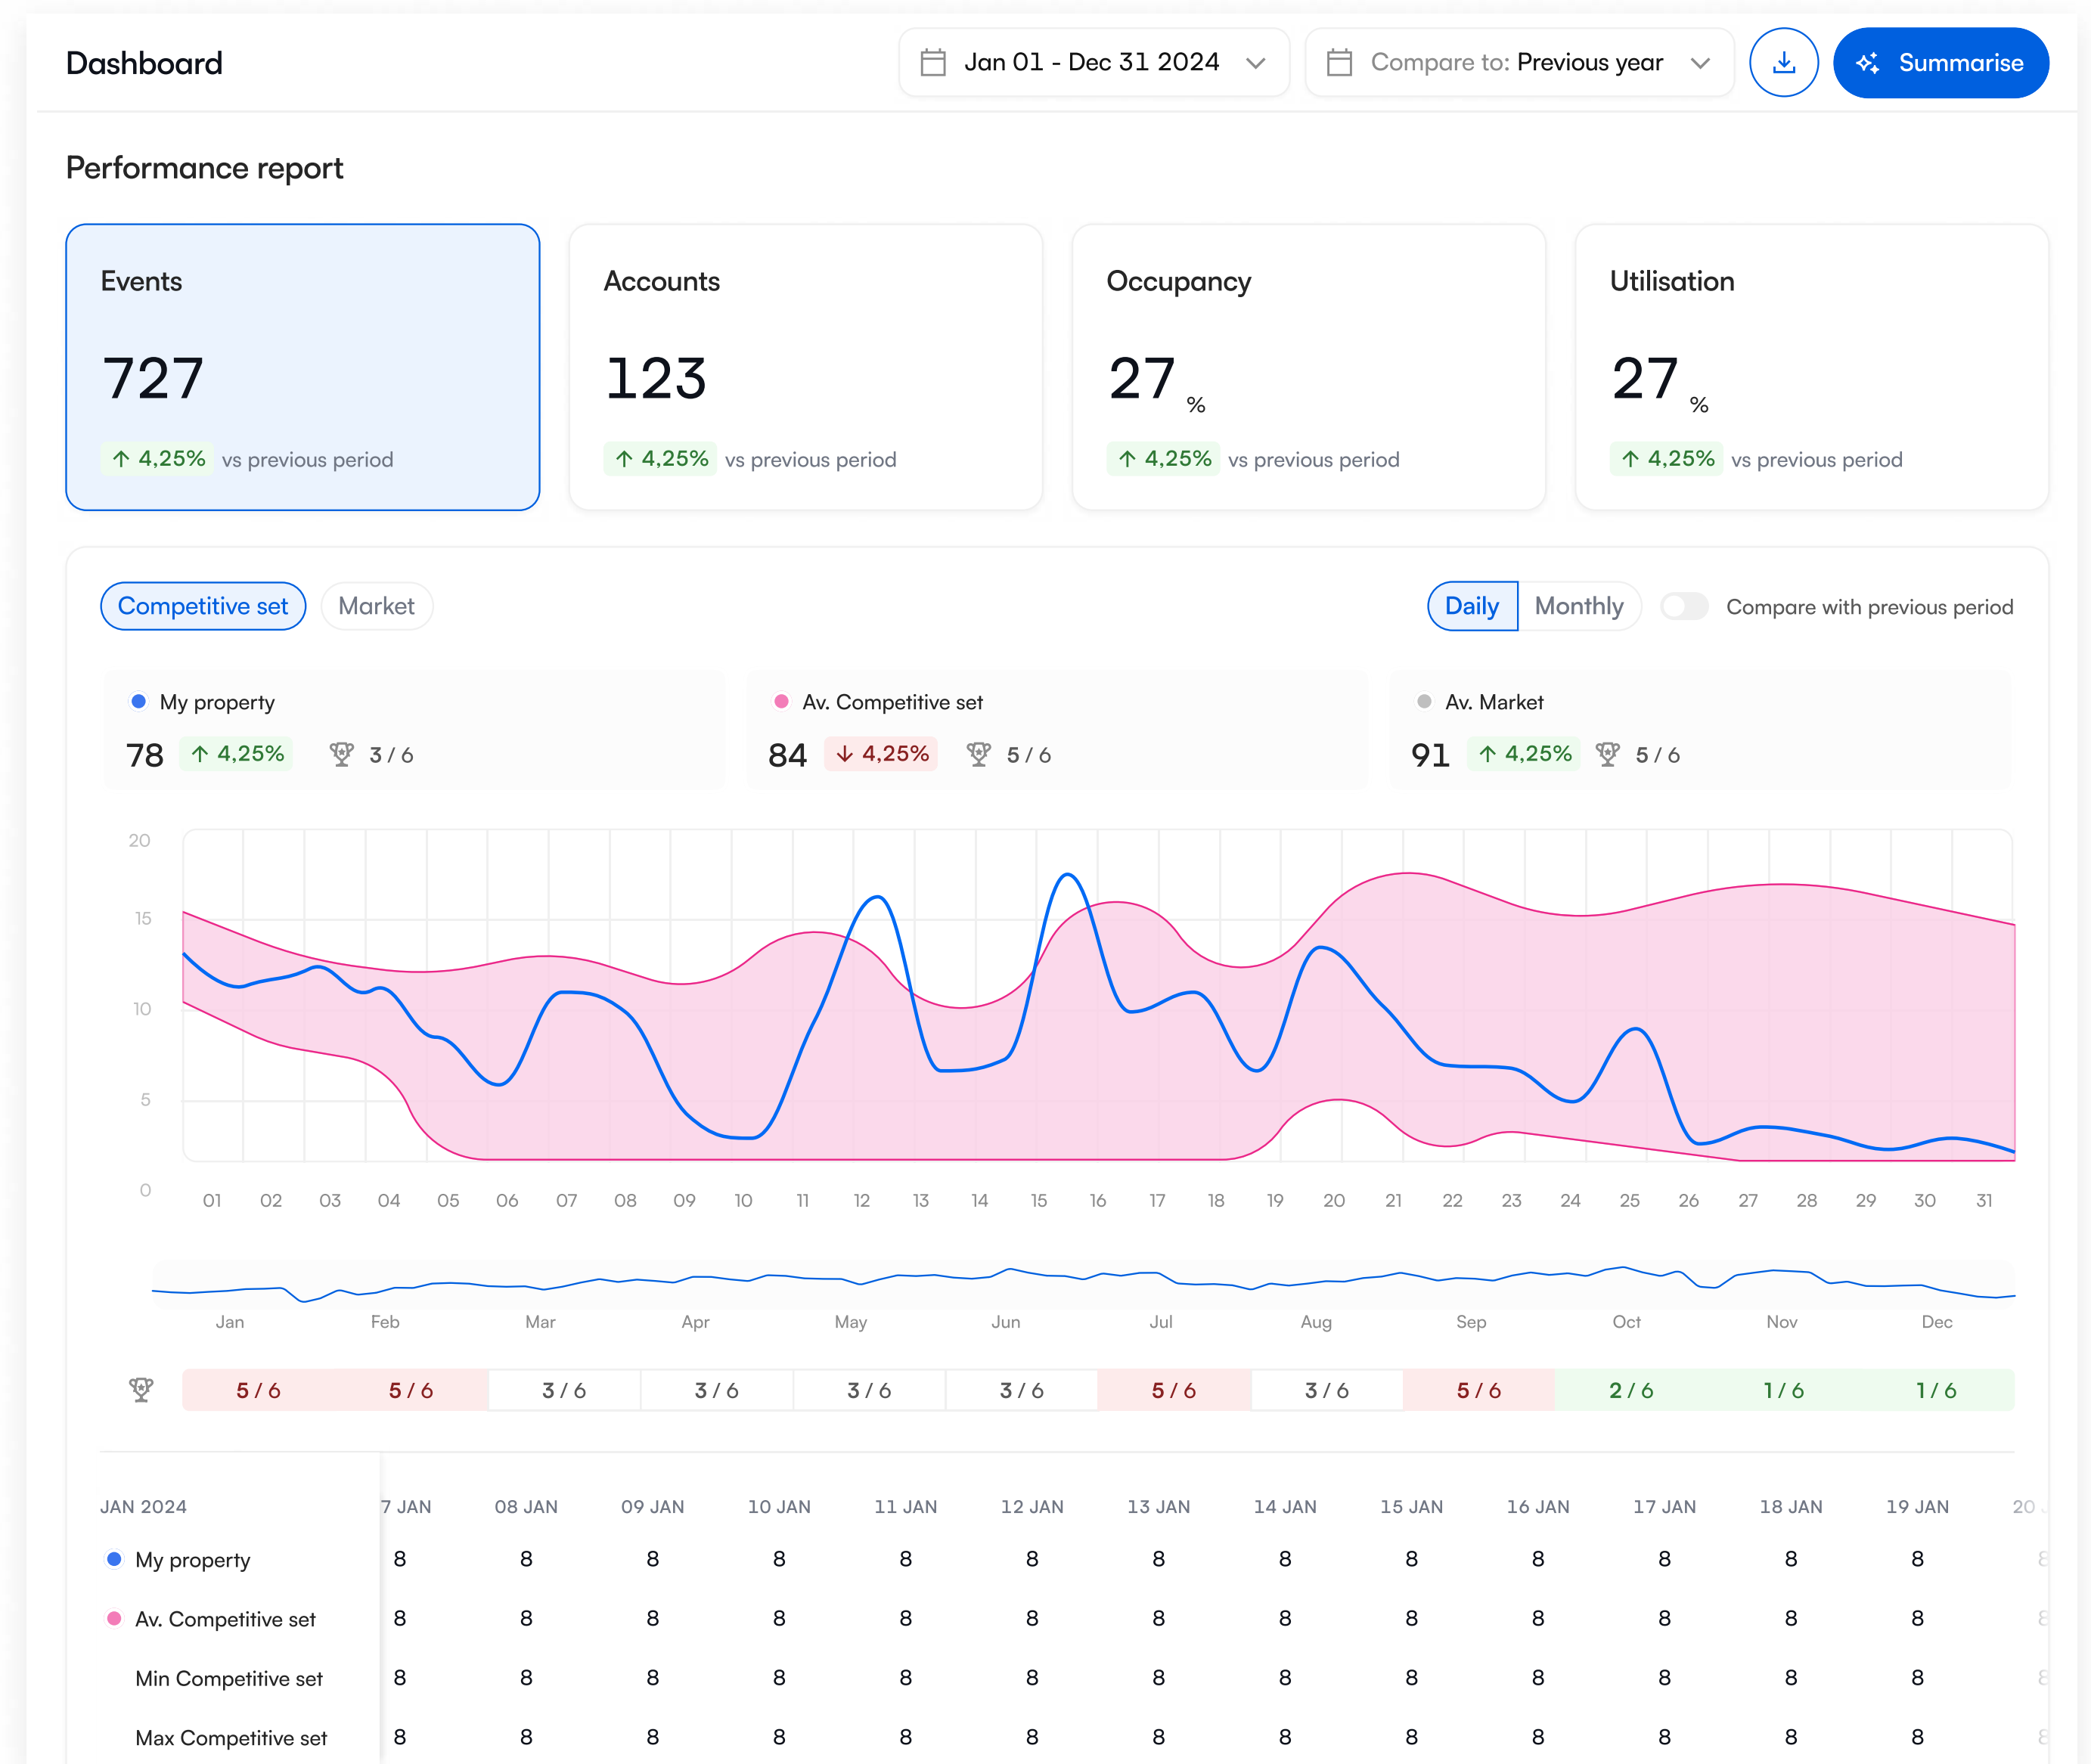 Dashboard
Jan 01 - Dec 31 2024
Compare to: Previous year
Summarise
Performance report
Events
Accounts
Occupancy
Utilisation
727
123
27 %
27 %
4,25% vs previous period
4,25% vs previous period
4,25% vs previous period
4,25% vs previous period
Competitive set
Market
Daily
Monthly
Compare with previous period
My property
Av. Competitive set
Av. Market
78 4,25% 3 / 6
84 4,25% 5 / 6
91 4,25% 5 / 6
20
15
10
5
0
01 02 03 04 05 06 07 08 09 10 11 12 13 14 15 16 17 18 19 20 21 22 23 24 25 26 27 28 29 30 31
Jan Feb Mar Apr May Jun Jul Aug Sep Oct Nov Dec
5 / 6 5 / 6 3 / 6 3 / 6 3 / 6 3 / 6 5 / 6 3 / 6 5 / 6 2 / 6 1 / 6 1 / 6
JAN 2024 7 JAN 08 JAN 09 JAN 10 JAN 11 JAN 12 JAN 13 JAN 14 JAN 15 JAN 16 JAN 17 JAN 18 JAN 19 JAN 20 J
My property 8 8 8 8 8 8 8 8 8 8 8 8 8 8
Av. Competitive set 8 8 8 8 8 8 8 8 8 8 8 8 8 8
Min Competitive set 8 8 8 8 8 8 8 8 8 8 8 8 8 8
Max Competitive set 8 8 8 8 8 8 8 8 8 8 8 8 8 8